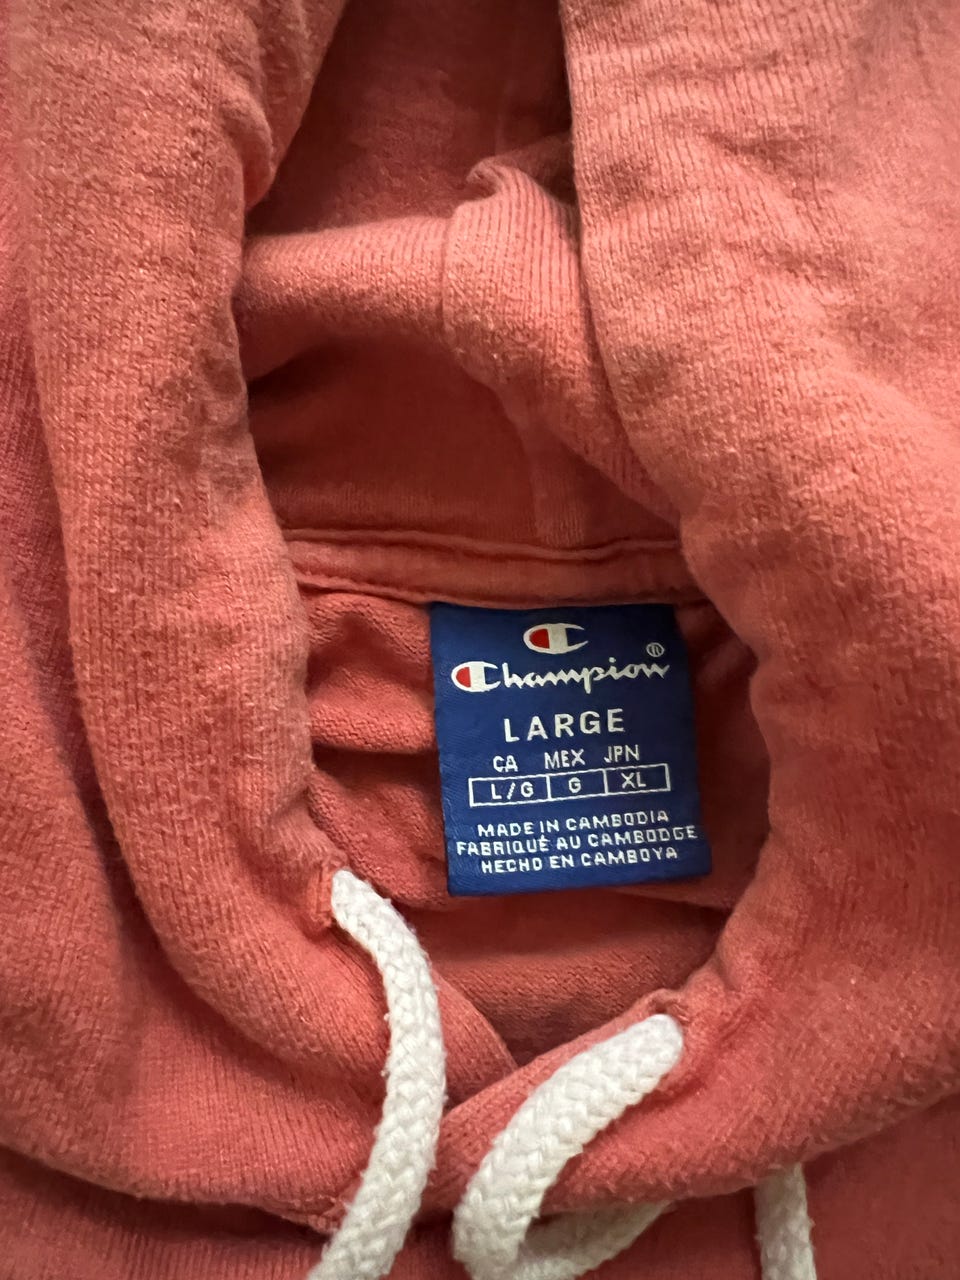 Champion®
LARGE
CA MEX JPN
L/G G XL
MADE IN CAMBODIA
FABRIQUÉ AU CAMBODGE
HECHO EN CAMBOYA